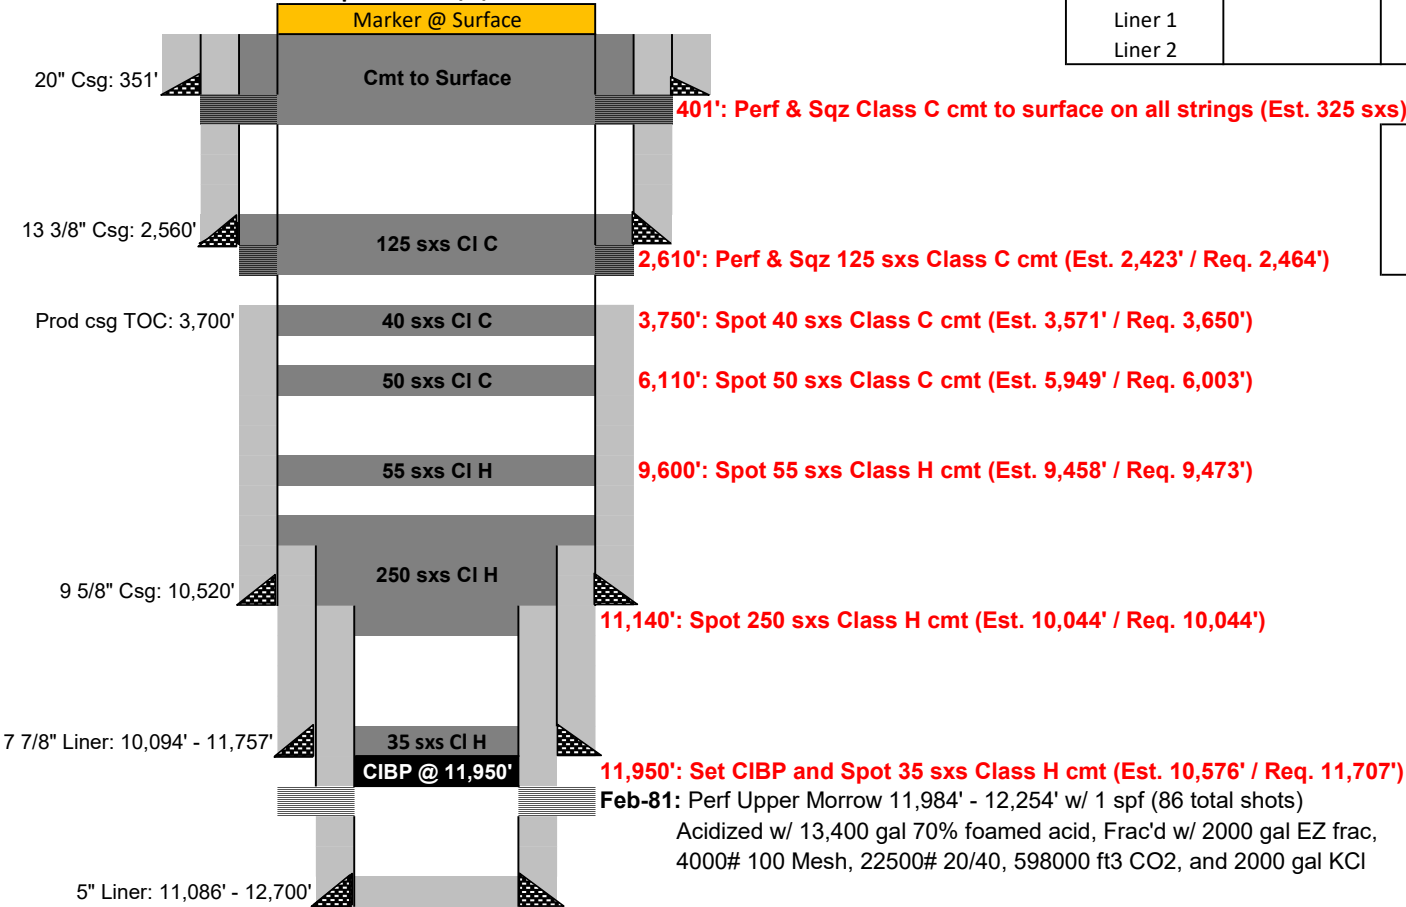 Marker @ Surface
Liner 1
Liner 2
20" Csg: 351'
Cmt to Surface
401': Perf & Sqz Class C cmt to surface on all strings (Est. 325 sxs)
13 3/8" Csg: 2,560'
125 sxs Cl C
2,610': Perf & Sqz 125 sxs Class C cmt (Est. 2,423' / Req. 2,464')
Prod csg TOC: 3,700'
40 sxs Cl C
3,750': Spot 40 sxs Class C cmt (Est. 3,571' / Req. 3,650')
50 sxs Cl C
6,110': Spot 50 sxs Class C cmt (Est. 5,949' / Req. 6,003')
55 sxs Cl H
9,600': Spot 55 sxs Class H cmt (Est. 9,458' / Req. 9,473')
250 sxs Cl H
9 5/8" Csg: 10,520'
11,140': Spot 250 sxs Class H cmt (Est. 10,044' / Req. 10,044')
7 7/8" Liner: 10,094' - 11,757'
35 sxs Cl H
CIBP @ 11,950'
11,950': Set CIBP and Spot 35 sxs Class H cmt (Est. 10,576' / Req. 11,707')
Feb-81: Perf Upper Morrow 11,984' - 12,254' w/ 1 spf (86 total shots)
Acidized w/ 13,400 gal 70% foamed acid, Frac'd w/ 2000 gal EZ frac,
4000# 100 Mesh, 22500# 20/40, 598000 ft3 CO2, and 2000 gal KCl
5" Liner: 11,086' - 12,700'